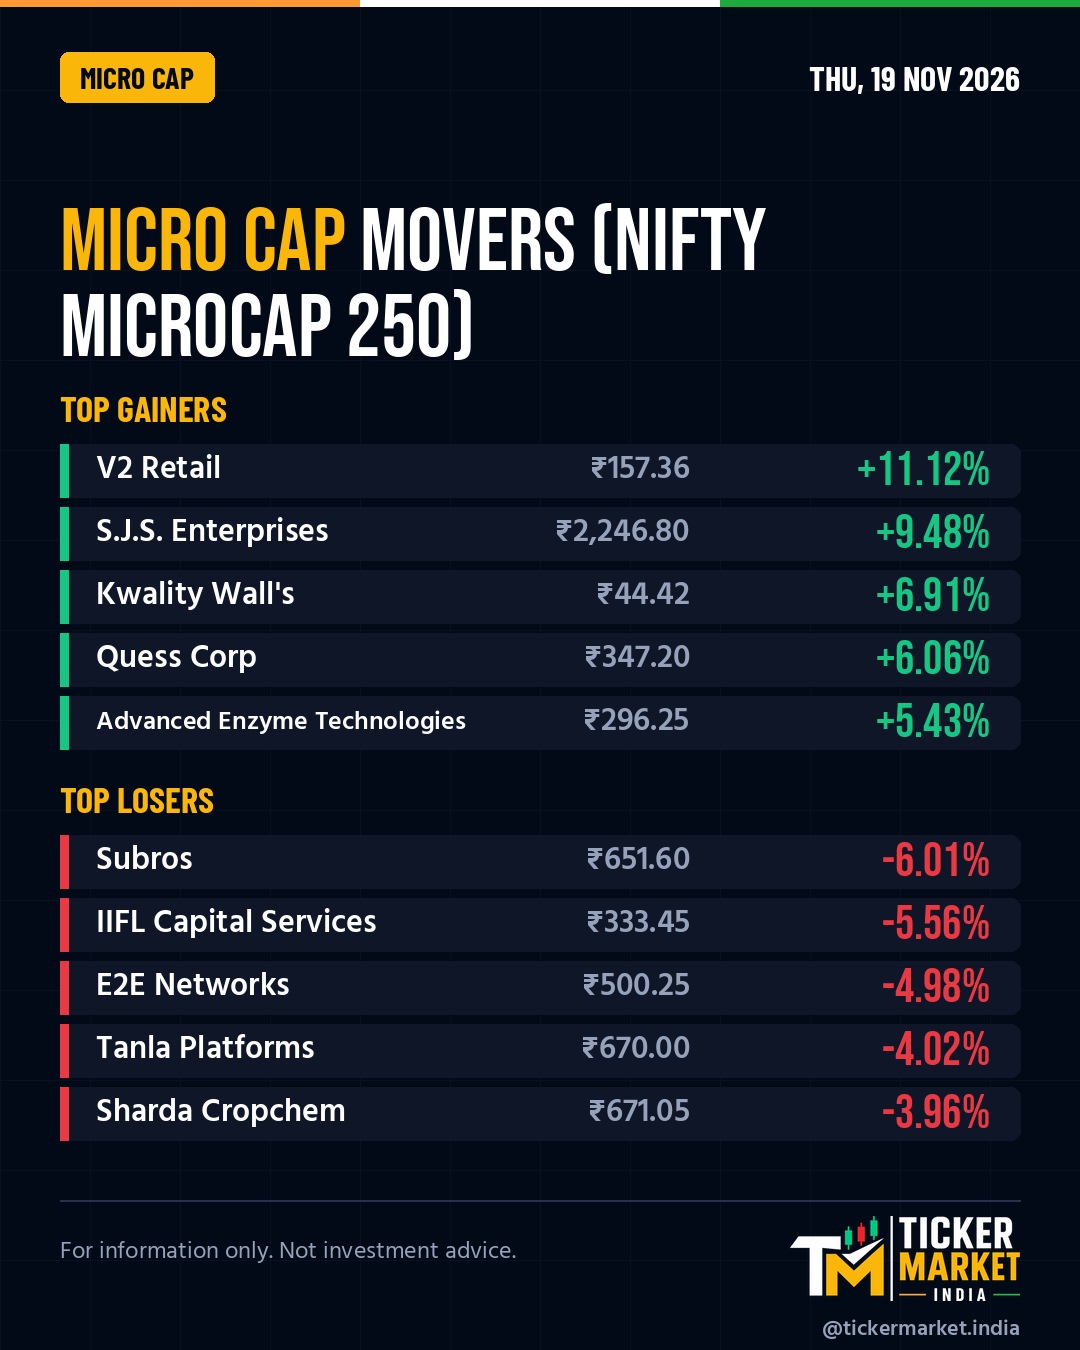 MICRO CAP
THU, 19 NOV 2026
MICRO CAP MOVERS (NIFTY
MICROCAP 250)
TOP GAINERS
V2 Retail ₹157.36 +11.12%
S.J.S. Enterprises ₹2,246.80 +9.48%
Kwality Wall's ₹44.42 +6.91%
Quess Corp ₹347.20 +6.06%
Advanced Enzyme Technologies ₹296.25 +5.43%
TOP LOSERS
Subros ₹651.60 -6.01%
IIFL Capital Services ₹333.45 -5.56%
E2E Networks ₹500.25 -4.98%
Tanla Platforms ₹670.00 -4.02%
Sharda Cropchem ₹671.05 -3.96%
For information only. Not investment advice.
TM
TICKER
MARKET
INDIA
@tickermarket.india